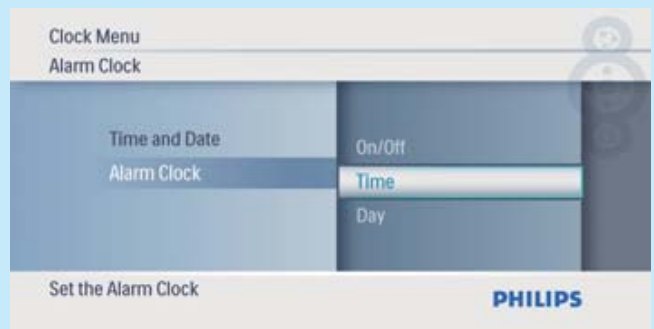 Clock Menu
Alarm Clock
Time and Date
Alarm Clock
On/Off
Time
Day
Set the Alarm Clock
PHILIPS